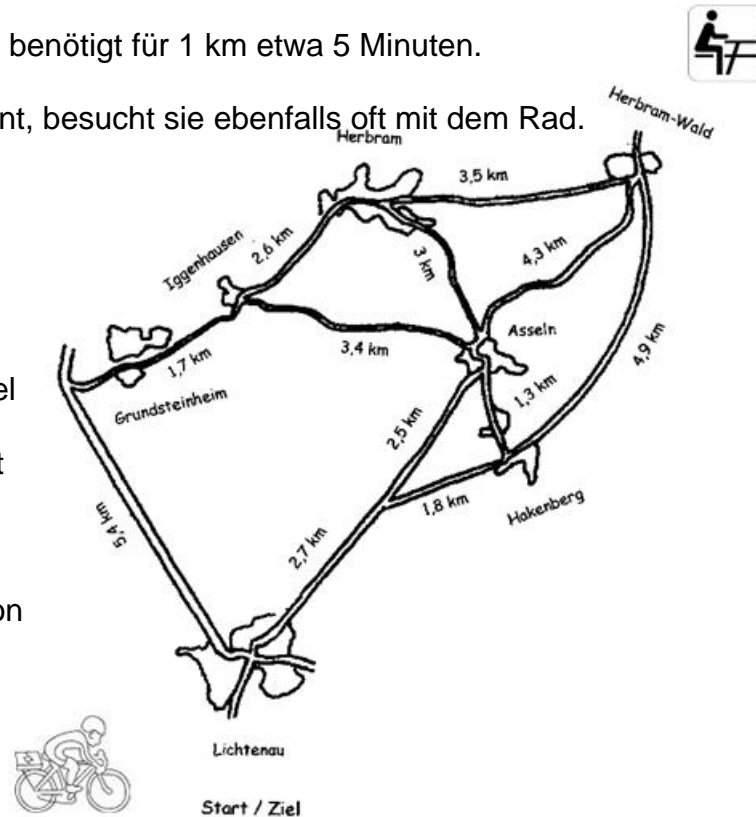 benötigt für 1 km etwa 5 Minuten.
nt, besucht sie ebenfalls oft mit dem Rad.
Herbram-Wald
Herbram
3,5 km
Iggenhausen
2,6 km
3 km
4,3 km
Asseln
1,7 km
3,4 km
4,9 km
el
Grundsteinheim
1,3 km
2,5 km
t
5,4 km
1,8 km
Hakenberg
2,7 km
on
Lichtenau
Start / Ziel